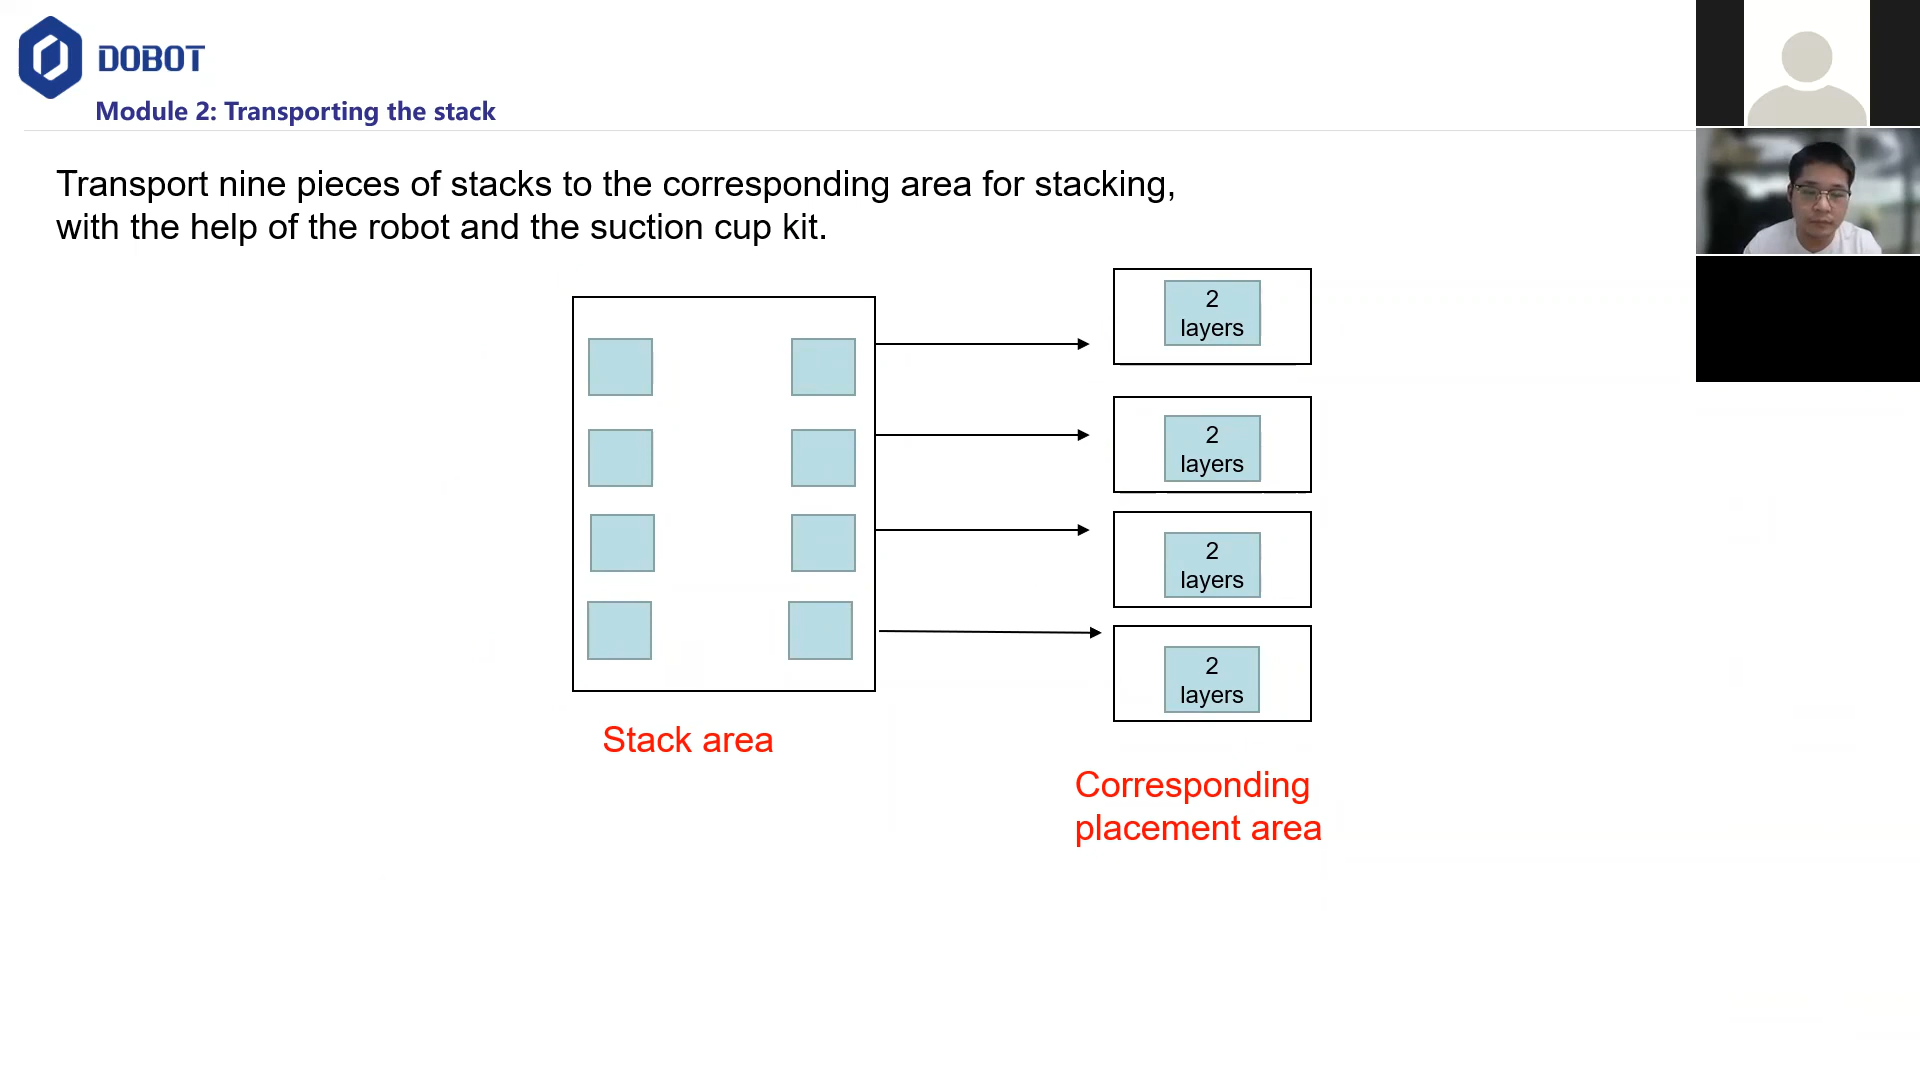 DOBOT
Module 2: Transporting the stack
Transport nine pieces of stacks to the corresponding area for stacking,
with the help of the robot and the suction cup kit.
2
layers
2
layers
2
layers
2
layers
Stack area
Corresponding
placement area